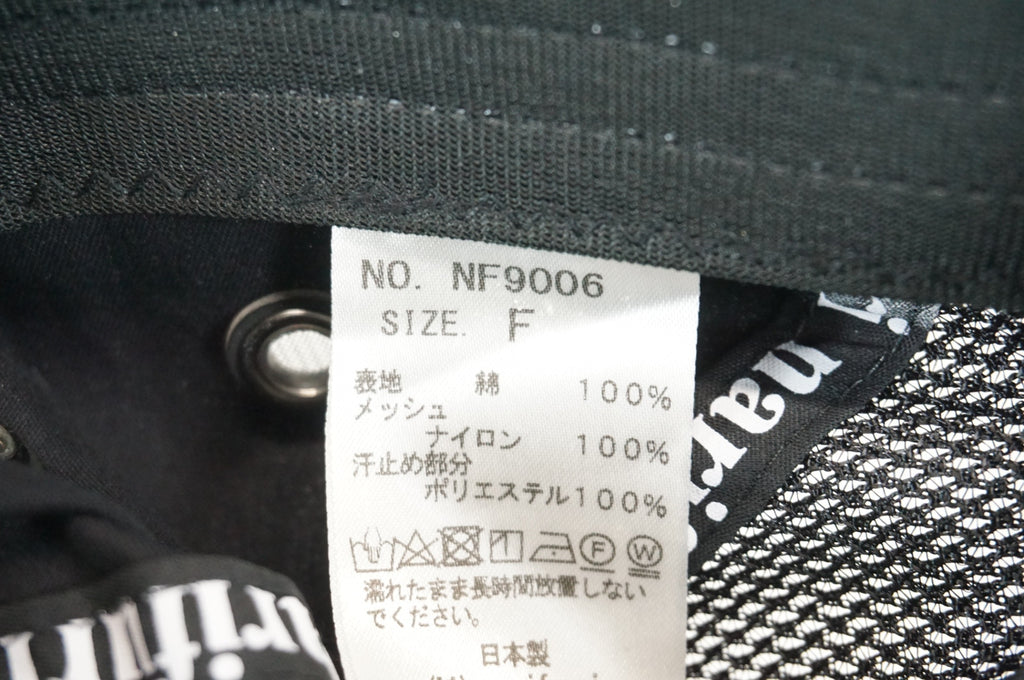 NO. NF9006
SIZE. F
表地 綿 100%
メッシュ
ナイロン 100%
汗止め部分
ポリエステル100%
F W
濡れたまま長時間放置しない
でください。
日本製
narifuri